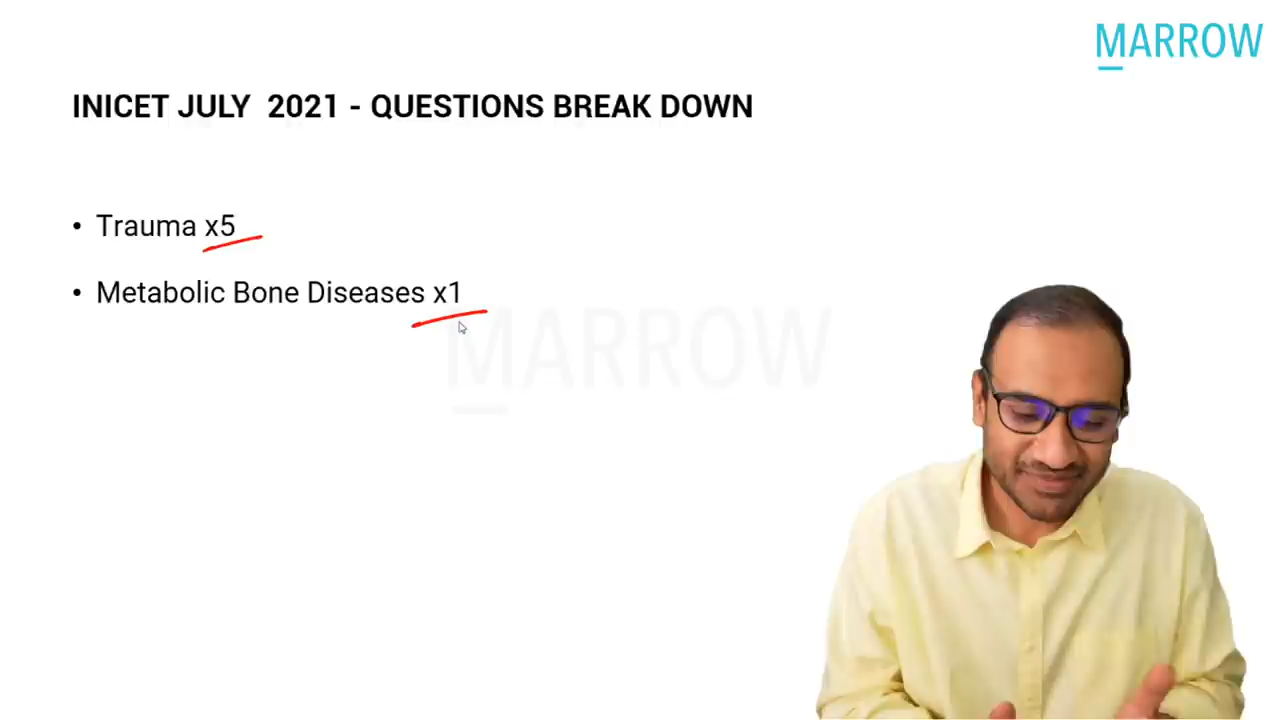 MARROW
INICET JULY 2021 - QUESTIONS BREAK DOWN
• Trauma x5
• Metabolic Bone Diseases x1
MARROW